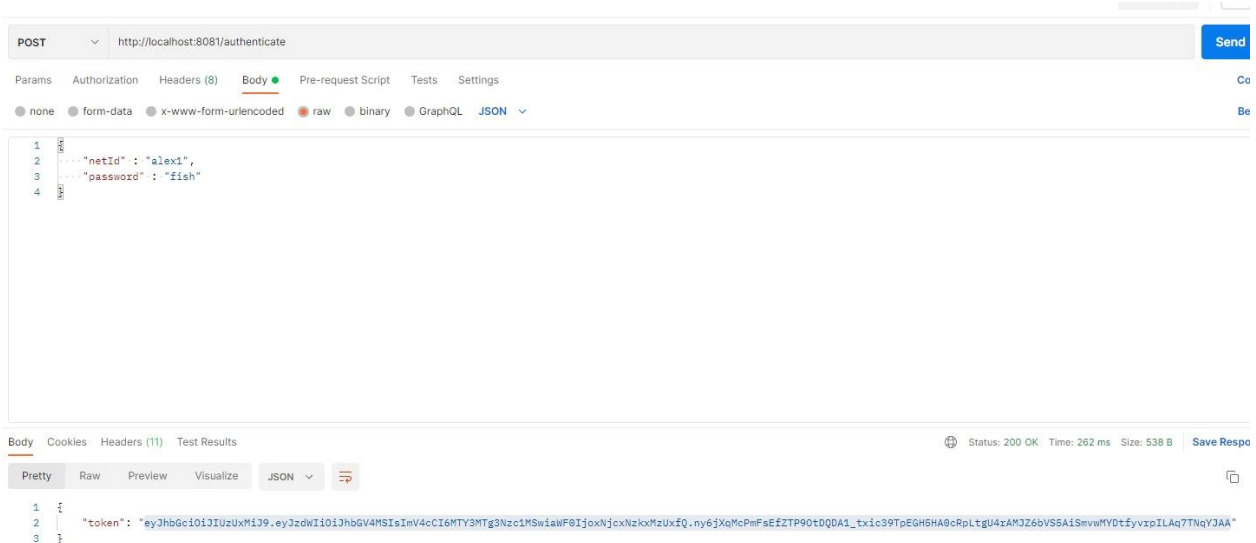 POST http://localhost:8081/authenticate Send
Params Authorization Headers (8) Body Pre-request Script Tests Settings Co
none form-data x-www-form-urlencoded raw binary GraphQL JSON Be
1 {
2 "netId" : "alex1",
3 "password" : "fish"
4 }
Body Cookies Headers (11) Test Results Status: 200 OK Time: 262 ms Size: 538 B Save Respo
Pretty Raw Preview Visualize JSON
1 {
2 "token": "eyJhbGciOiJIUzUxMiJ9.eyJzdWIiOiJhbGV4MSIsImV4cCI6MTY3MTg3Nzc1MSwiaWF0IjoxNjcxNzkxMzUxfQ.ny6jXqMcPmFsEfZTP9OtDQDA1_txic39TpEGH5HA0cRpLtgU4rAMJZ6bVS5AiSmvwMYDtfyvrpILAq7TNqYJAA"
3 }